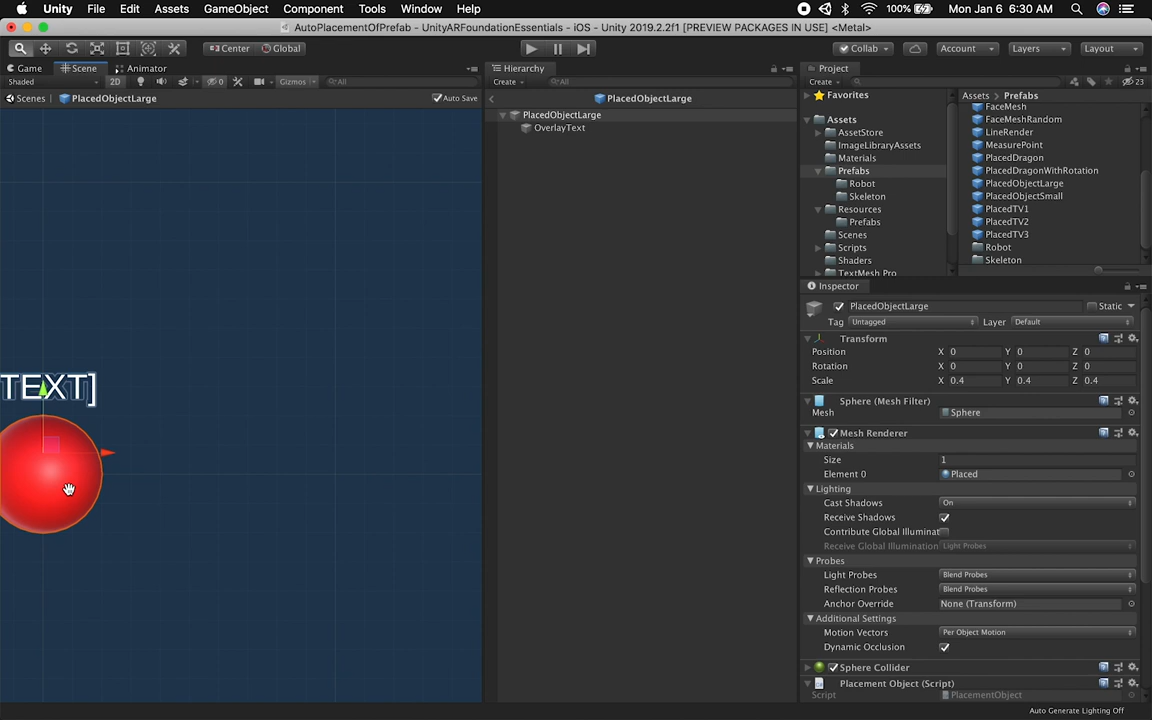 Unity File Edit Assets GameObject Component Tools Window Help 100% Mon Jan 6 6:30 AM
AutoPlacementOfPrefab - UnityARFoundationEssentials - iOS - Unity 2019.2.2f1 [PREVIEW PACKAGES IN USE] <Metal>
Center Global Collab Account Layers Layout
Game Scene Animator Hierarchy Project
Shaded 2D 0 Gizmos All Create All Create 23
Scenes PlacedObjectLarge Auto Save PlacedObjectLarge Favorites Assets > Prefabs
PlacedObjectLarge
OverlayText
Assets
AssetStore
ImageLibraryAssets
Materials
Prefabs
Robot
Skeleton
Resources
Prefabs
Scenes
Scripts
Shaders
TextMesh Pro
FaceMesh
FaceMeshRandom
LineRender
MeasurePoint
PlacedDragon
PlacedDragonWithRotation
PlacedObjectLarge
PlacedObjectSmall
PlacedTV1
PlacedTV2
PlacedTV3
Robot
Skeleton
TEXT]
Inspector
PlacedObjectLarge Static
Tag Untagged Layer Default
Transform
Position X 0 Y 0 Z 0
Rotation X 0 Y 0 Z 0
Scale X 0.4 Y 0.4 Z 0.4
Sphere (Mesh Filter)
Mesh Sphere
Mesh Renderer
Materials
Size 1
Element 0 Placed
Lighting
Cast Shadows On
Receive Shadows
Contribute Global Illuminat
Receive Global Illumination Light Probes
Probes
Light Probes Blend Probes
Reflection Probes Blend Probes
Anchor Override None (Transform)
Additional Settings
Motion Vectors Per Object Motion
Dynamic Occlusion
Sphere Collider
Placement Object (Script)
Script PlacementObject
Auto Generate Lighting Off